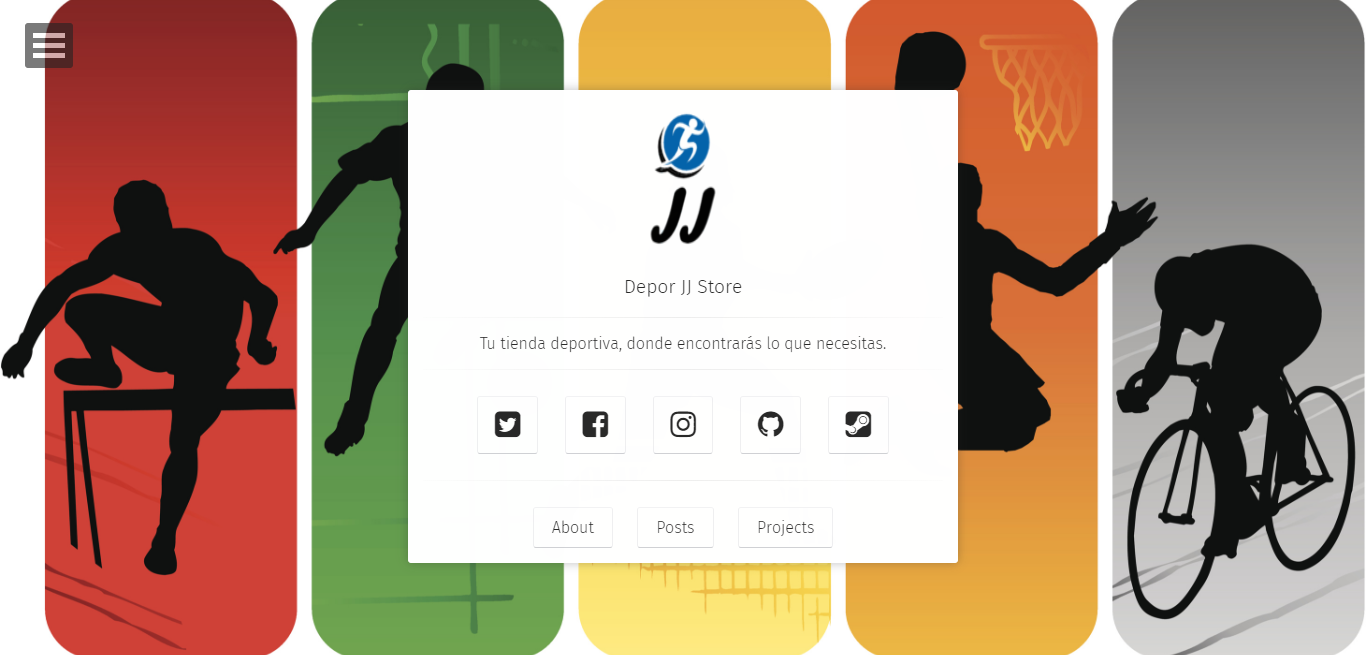 JJ
Depor JJ Store
Tu tienda deportiva, donde encontrarás lo que necesitas.
About Posts Projects